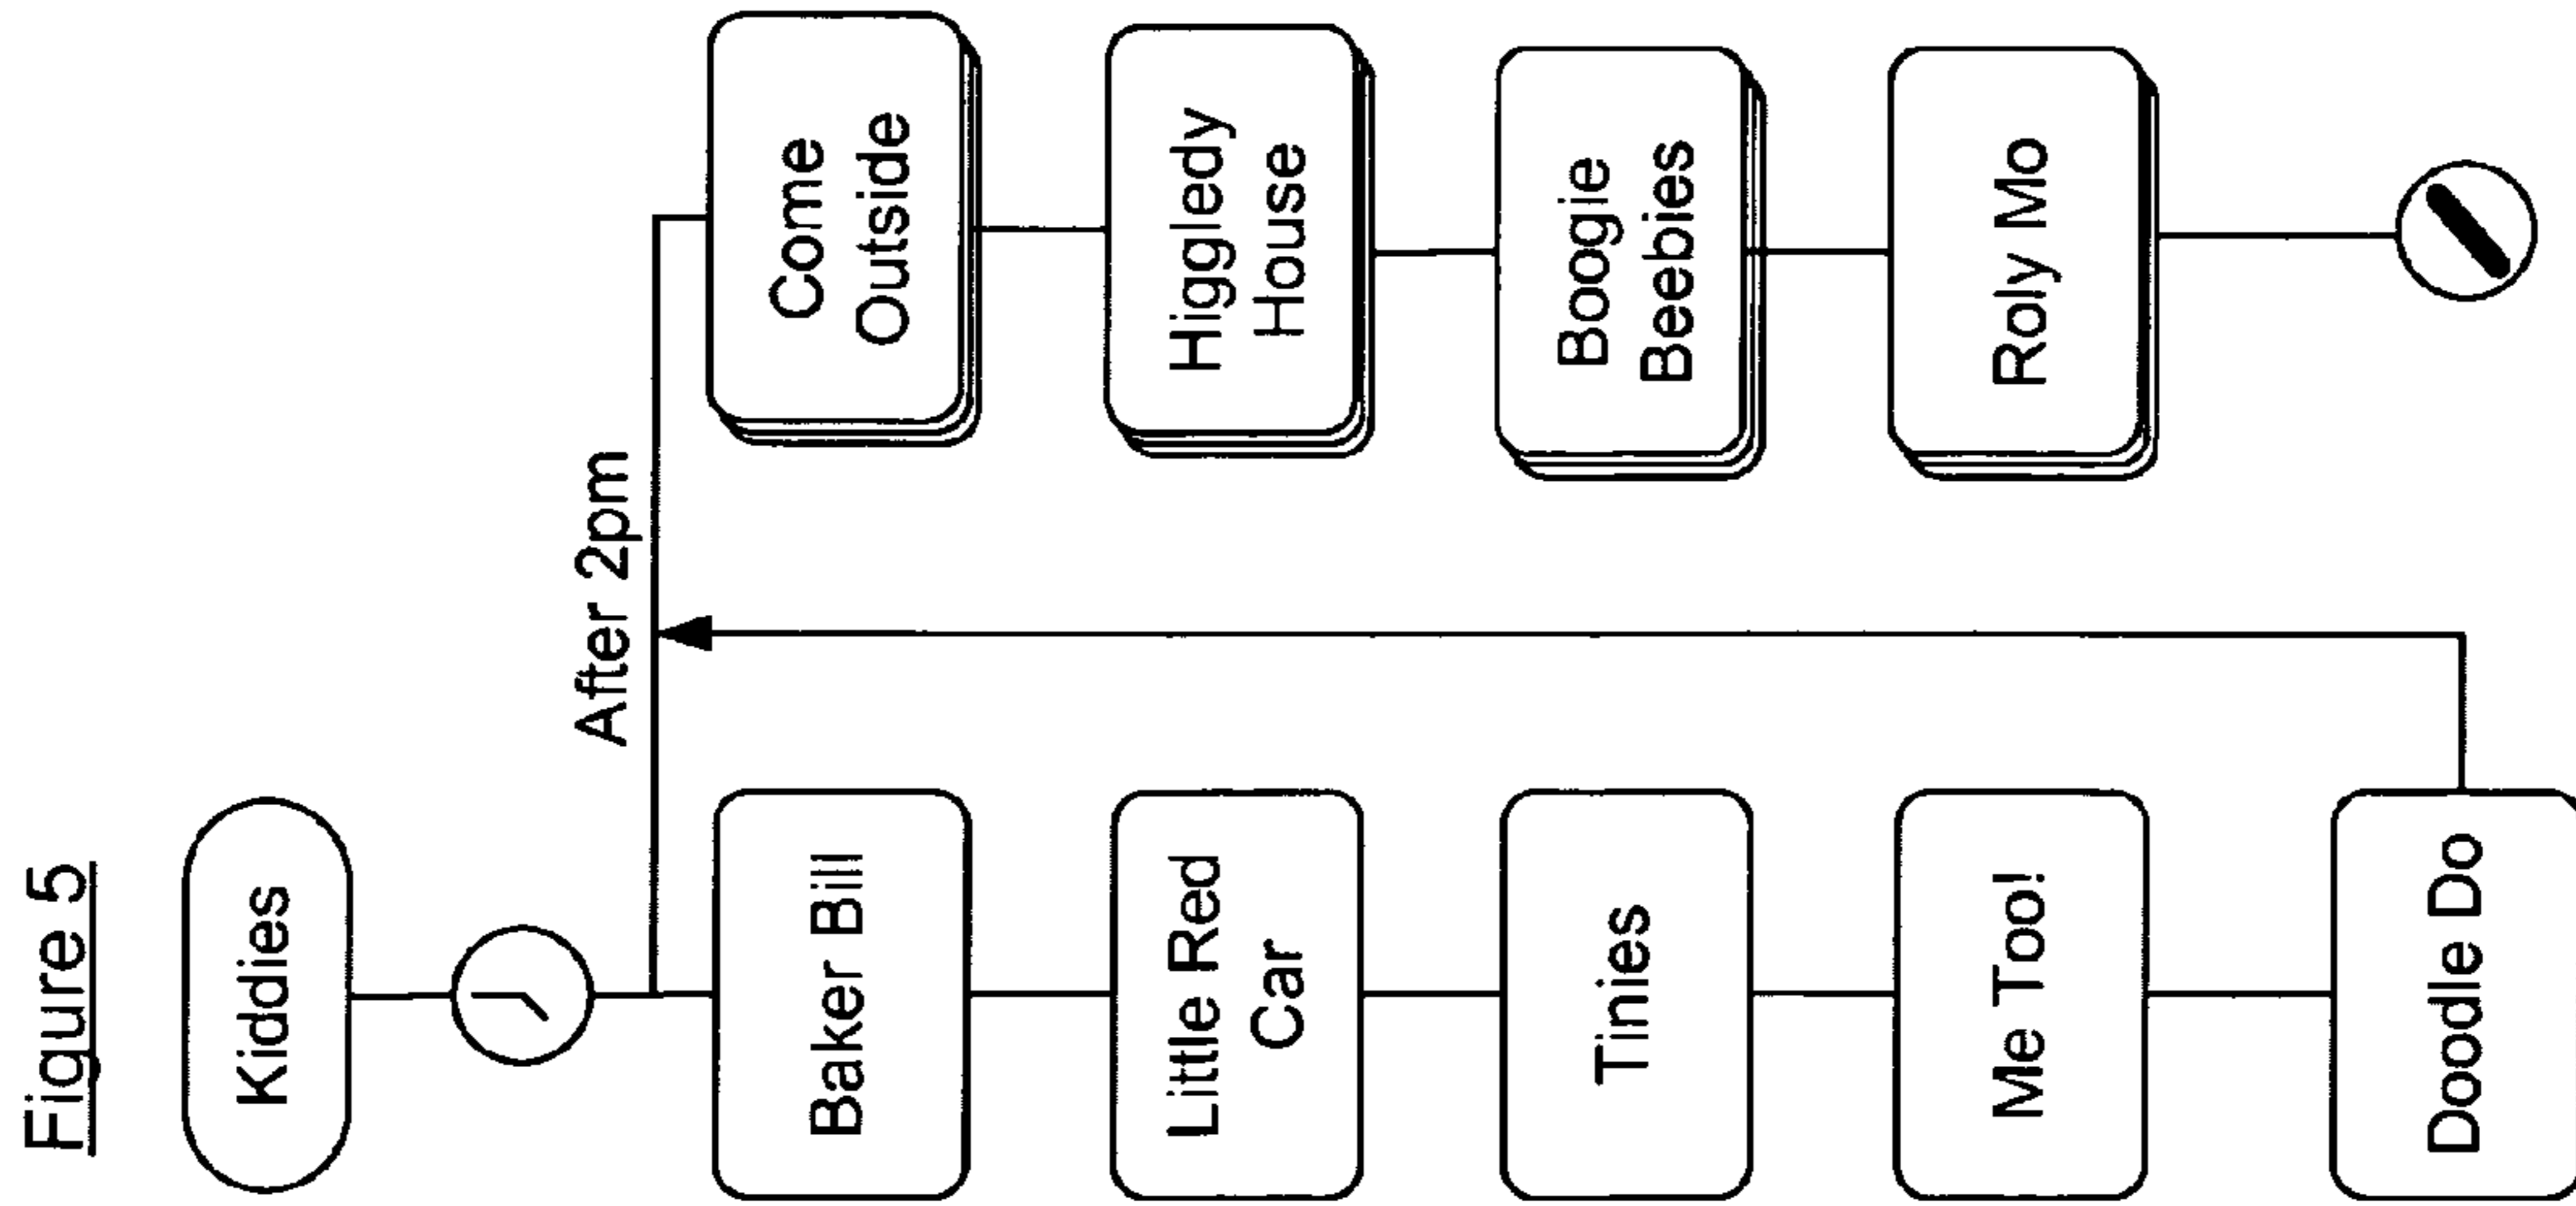 Figure 5
Kiddies
After 2pm
Baker Bill
Little Red
Car
Tinies
Me Too!
Doodle Do
Come
Outside
Higgledy
House
Boogie
Beebies
Roly Mo